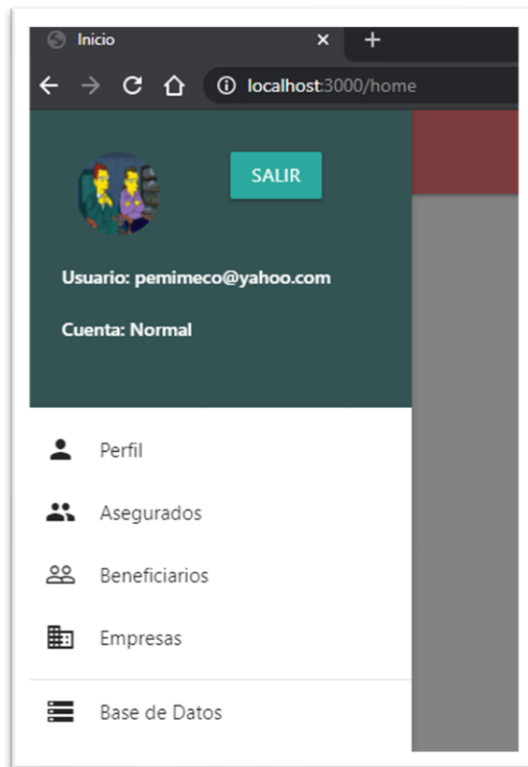 Inicio
localhost:3000/home
SALIR
Usuario: pemimeco@yahoo.com
Cuenta: Normal
Perfil
Asegurados
Beneficiarios
Empresas
Base de Datos